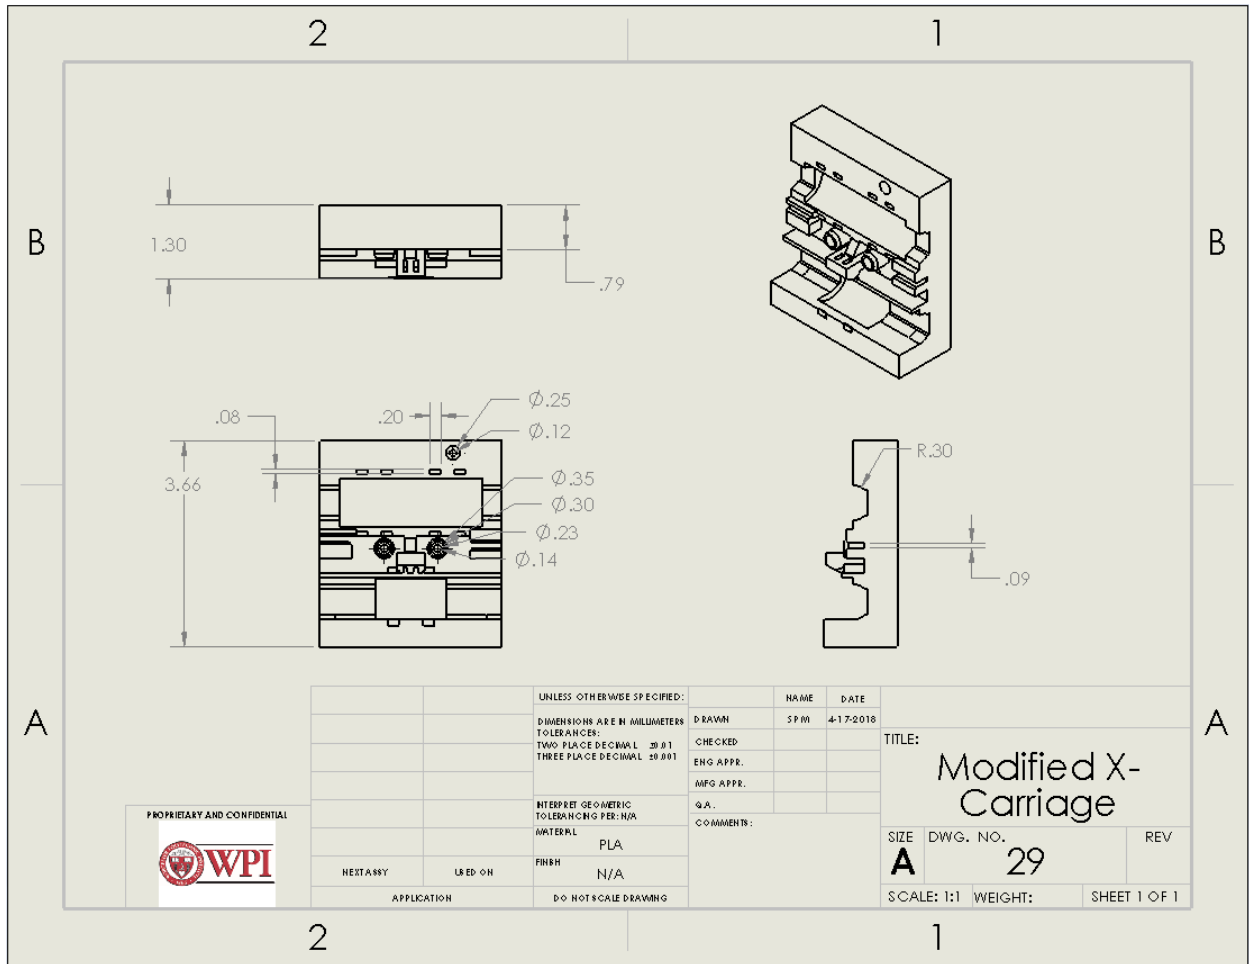 2
1
B
B
1.30
.79
.08
.20
Ø.25
Ø.12
3.66
Ø.35
Ø.30
Ø.23
Ø.14
R.30
.09
A
A
UNLESS OTHERWISE SPECIFIED:
DIMENSIONS ARE IN MILLIMETERS
TOLERANCES:
TWO PLACE DECIMAL ±0.01
THREE PLACE DECIMAL ±0.001
INTERPRET GEOMETRIC
TOLERANCING PER: N/A
MATERIAL
PLA
FINISH
N/A
DO NOT SCALE DRAWING
NAME
DATE
DRAWN
SPM
4-17-2018
CHECKED
ENG APPR.
MFG APPR.
Q.A.
COMMENTS:
TITLE:
Modified X-
Carriage
SIZE
A
DWG. NO.
29
REV
SCALE: 1:1
WEIGHT:
SHEET 1 OF 1
PROPRIETARY AND CONFIDENTIAL
WPI
NEXT ASSY
USED ON
APPLICATION
2
1